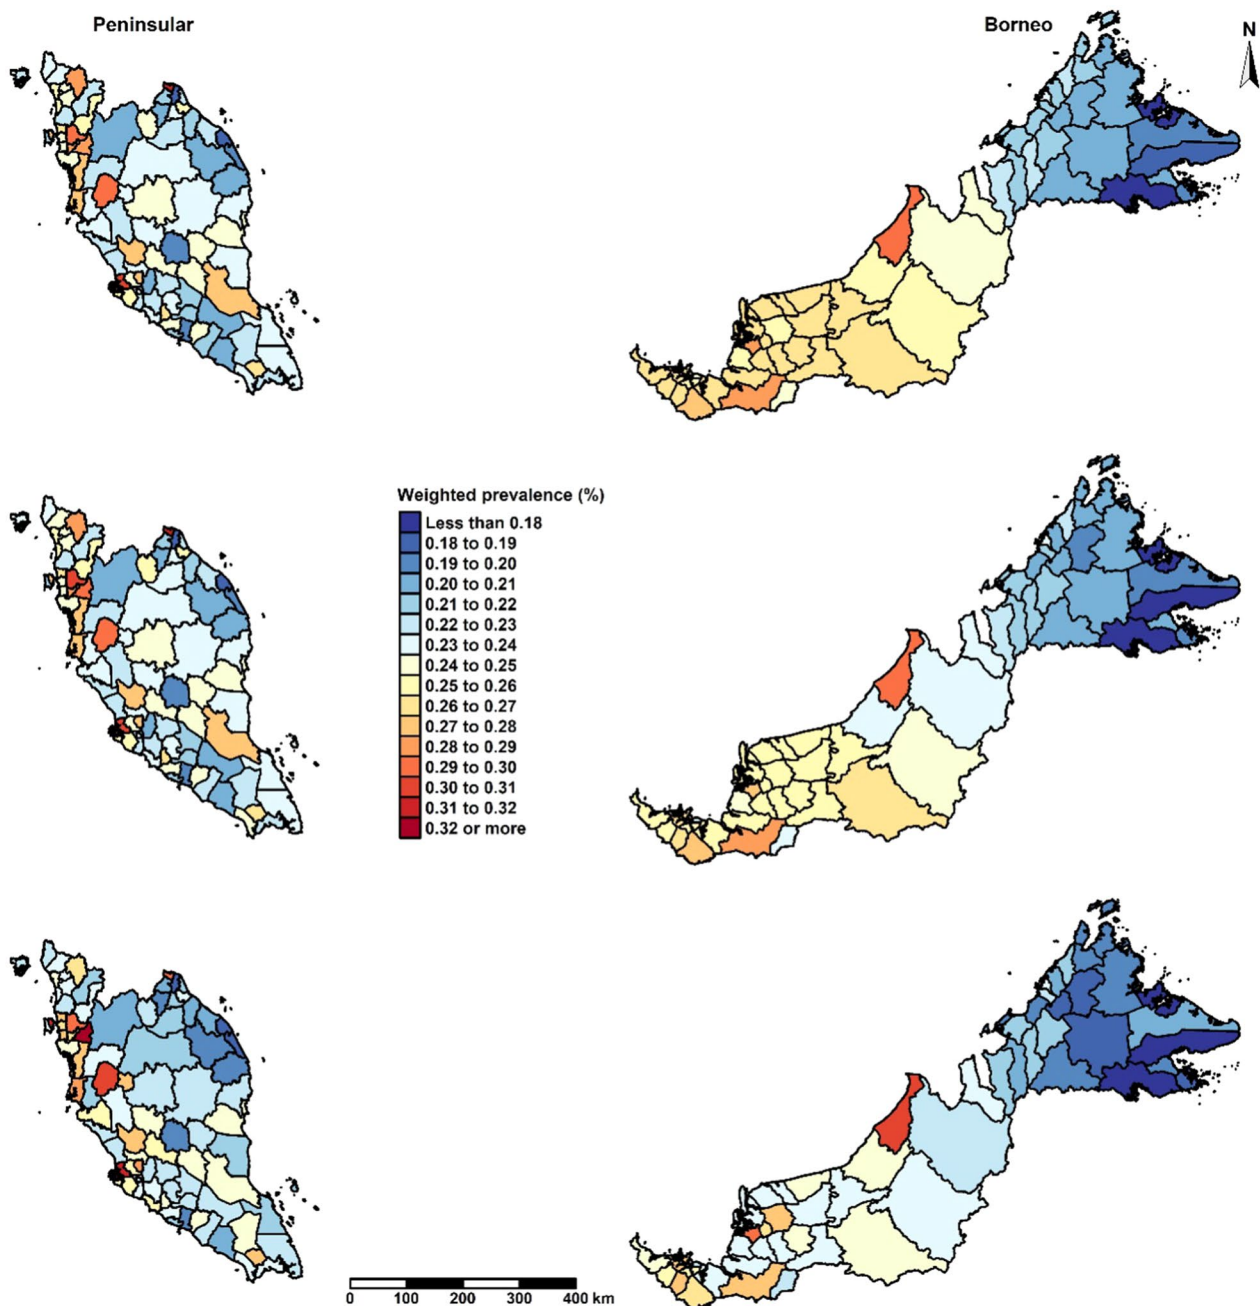 Peninsular
Borneo
N
Weighted prevalence (%)
Less than 0.18
0.18 to 0.19
0.19 to 0.20
0.20 to 0.21
0.21 to 0.22
0.22 to 0.23
0.23 to 0.24
0.24 to 0.25
0.25 to 0.26
0.26 to 0.27
0.27 to 0.28
0.28 to 0.29
0.29 to 0.30
0.30 to 0.31
0.31 to 0.32
0.32 or more
0 100 200 300 400 km